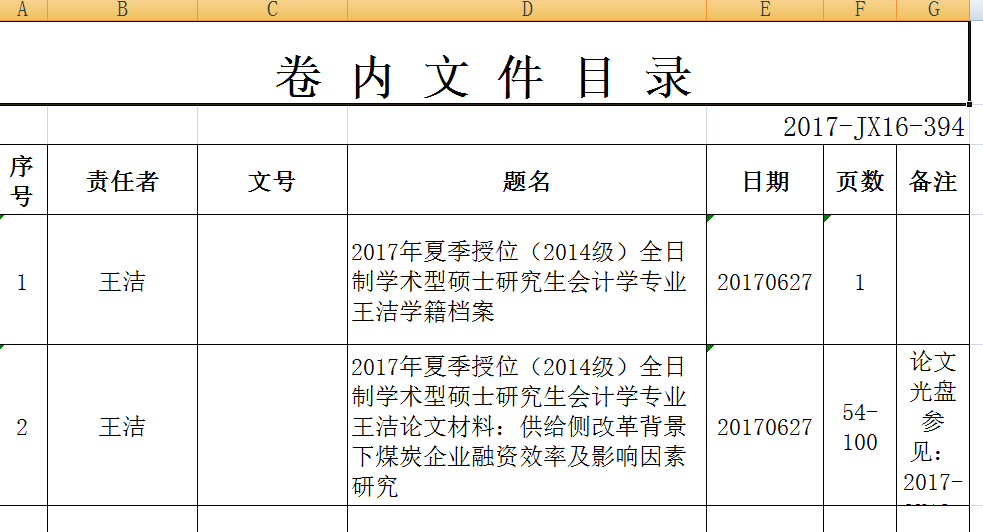 A B C D E F G
卷内文件目录
2017-JX16-394
序号 责任者 文号 题名 日期 页数 备注
1 王洁 2017年夏季授位（2014级）全日 20170627 1
制学术型硕士研究生会计学专业
王洁学籍档案
2 王洁 2017年夏季授位（2014级）全日 20170627 54-
制学术型硕士研究生会计学专业 100
王洁论文材料：供给侧改革背景
下煤炭企业融资效率及影响因素
研究
论文
光盘
参
见：
2017-